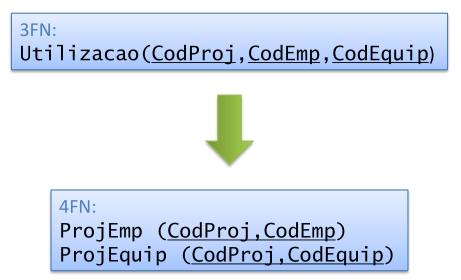 3FN:
Utilizacao(CodProj,CodEmp,CodEquip)
4FN:
ProjEmp (CodProj,CodEmp)
ProjEquip (CodProj,CodEquip)